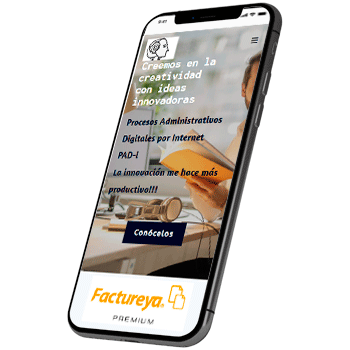 Creemos en la
creatividad
con ideas
innovadoras
Procesos Administrativos
Digitales por Internet
PAD-I
La innovación me hace más
productivo!!!
Conócelos
Factureya
PREMIUM